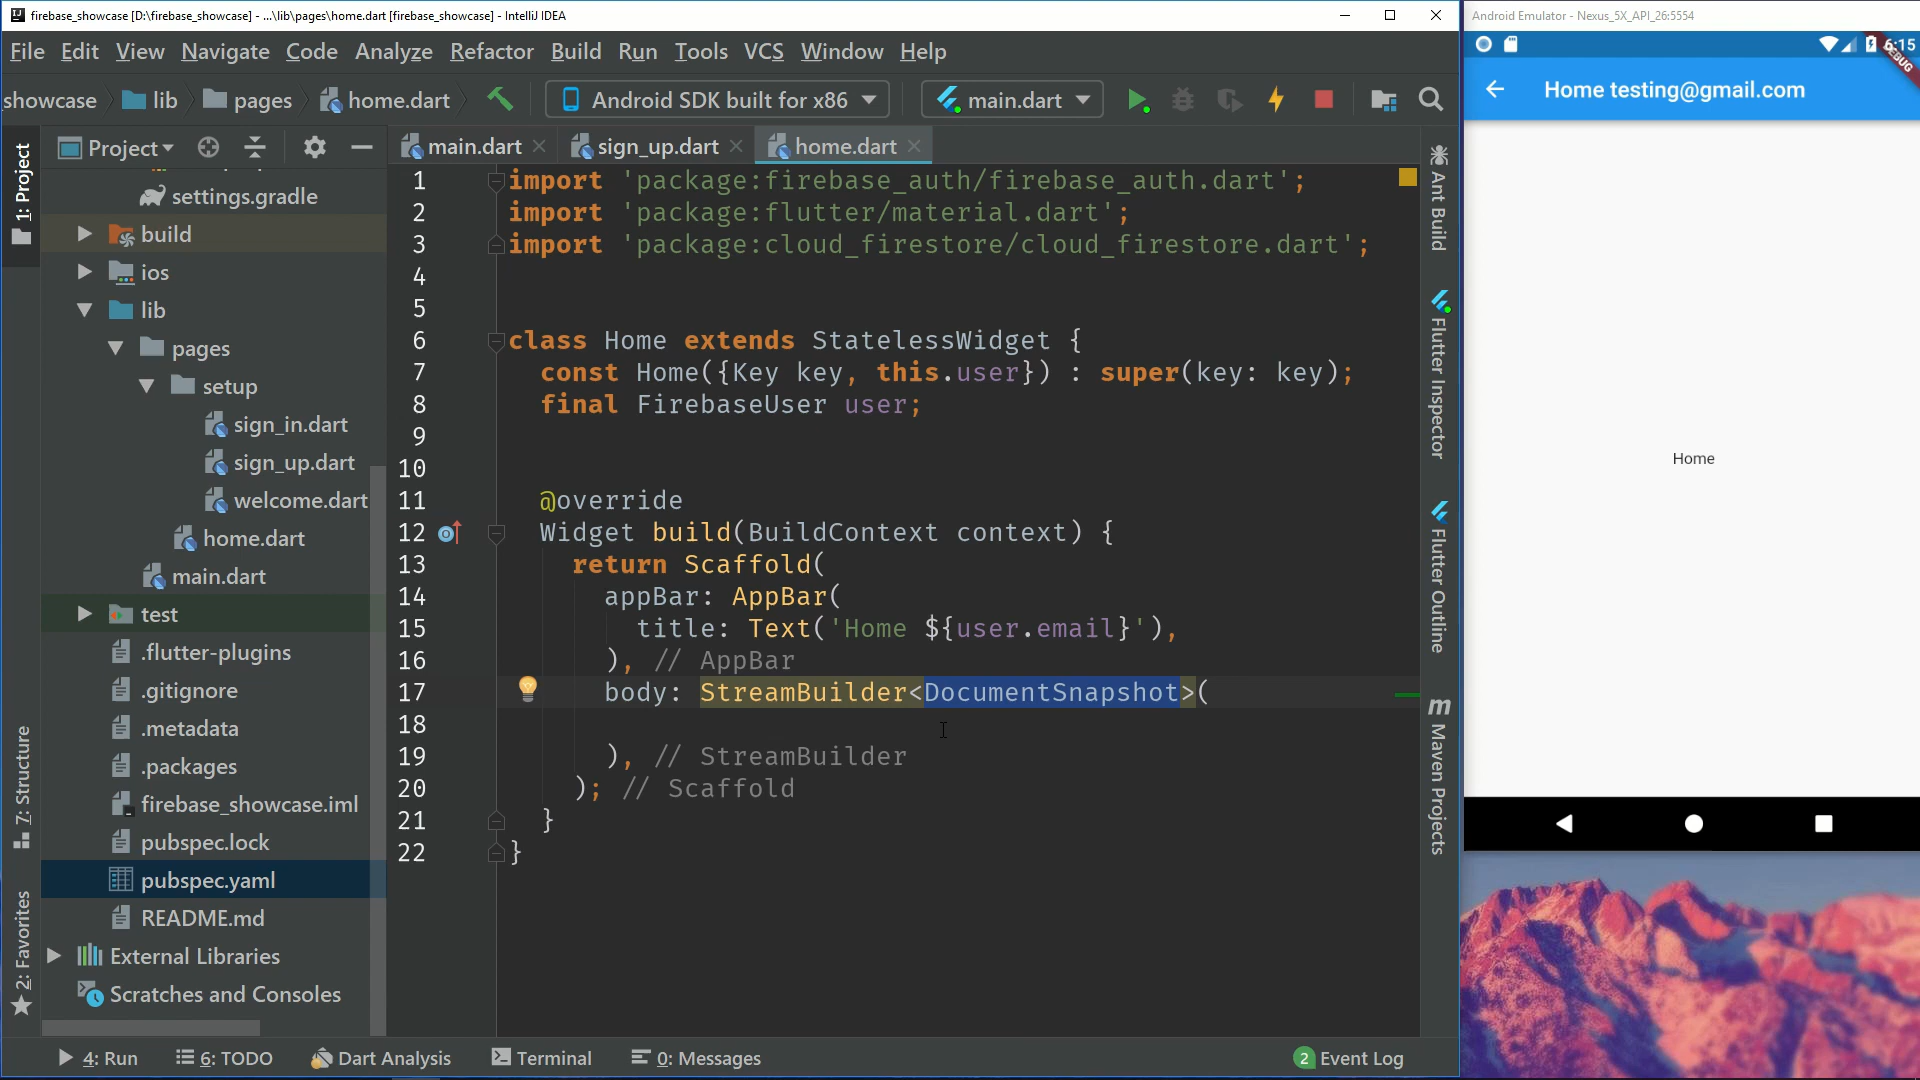 firebase_showcase [D:\firebase_showcase] - ...\lib\pages\home.dart [firebase_showcase] - IntelliJ IDEA
File Edit View Navigate Code Analyze Refactor Build Run Tools VCS Window Help
showcase lib pages home.dart Android SDK built for x86 main.dart
1: Project
7: Structure
2: Favorites
Project
settings.gradle
build
ios
lib
pages
setup
sign_in.dart
sign_up.dart
welcome.dart
home.dart
main.dart
test
.flutter-plugins
.gitignore
.metadata
.packages
firebase_showcase.iml
pubspec.lock
pubspec.yaml
README.md
External Libraries
Scratches and Consoles
main.dart sign_up.dart home.dart
1 import 'package:firebase_auth/firebase_auth.dart';
2 import 'package:flutter/material.dart';
3 import 'package:cloud_firestore/cloud_firestore.dart';
4
5
6 class Home extends StatelessWidget {
7 const Home({Key key, this.user}) : super(key: key);
8 final FirebaseUser user;
9
10
11 @override
12 Widget build(BuildContext context) {
13 return Scaffold(
14 appBar: AppBar(
15 title: Text('Home ${user.email}'),
16 ), // AppBar
17 body: StreamBuilder<DocumentSnapshot>(
18
19 ), // StreamBuilder
20 ); // Scaffold
21 }
22 }
Ant Build
Flutter Inspector
Flutter Outline
m Maven Projects
4: Run 6: TODO Dart Analysis Terminal 0: Messages 2 Event Log
Android Emulator - Nexus_5X_API_26:5554
6:15
DEBUG
Home testing@gmail.com
Home